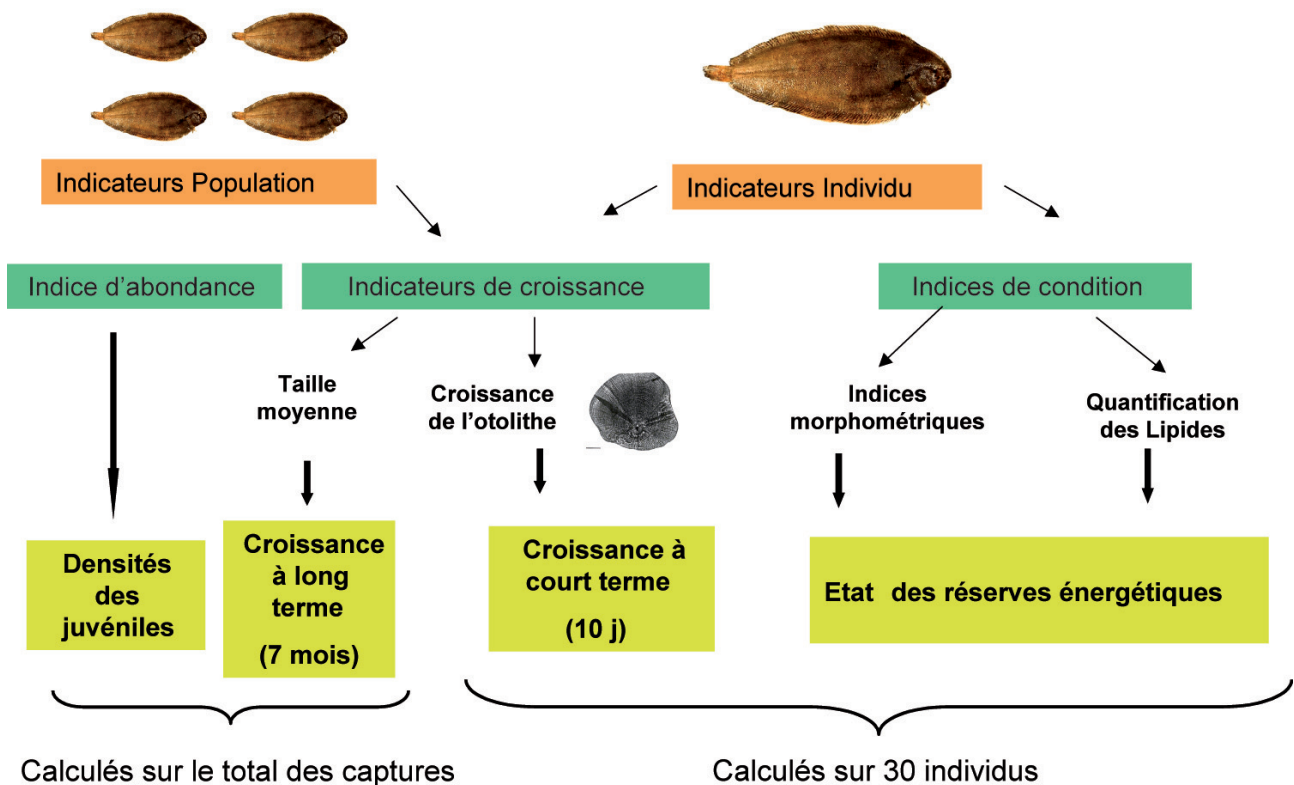 Indicateurs Population
Indicateurs Individu
Indice d'abondance
Indicateurs de croissance
Indices de condition
Taille
moyenne
Croissance
de l'otolithe
Indices
morphométriques
Quantification
des Lipides
Densités
des
juvéniles
Croissance
à long
terme
(7 mois)
Croissance à
court terme
(10 j)
Etat des réserves énergétiques
Calculés sur le total des captures
Calculés sur 30 individus